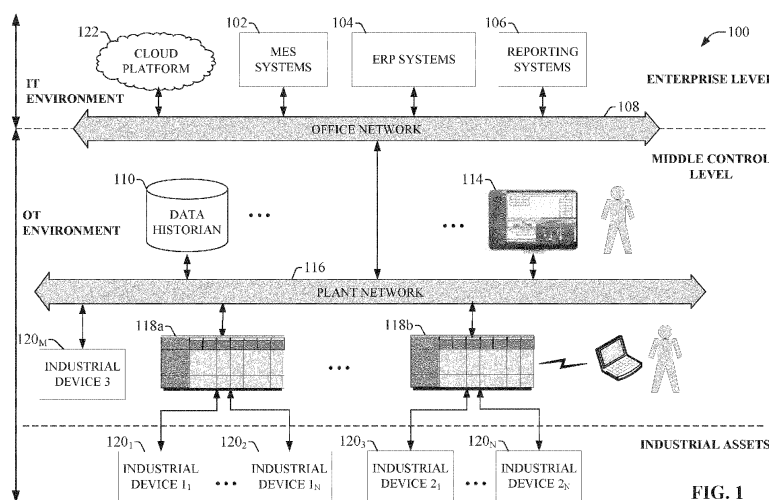 122
102
104
106
100
CLOUD
PLATFORM
MES
SYSTEMS
ERP SYSTEMS
REPORTING
SYSTEMS
IT
ENVIRONMENT
ENTERPRISE LEVEL
108
OFFICE NETWORK
MIDDLE CONTROL
LEVEL
110
114
DATA
HISTORIAN
OT
ENVIRONMENT
116
PLANT NETWORK
118a
118b
120M
INDUSTRIAL
DEVICE 3
120₁
120₂
120₃
120N
INDUSTRIAL ASSETS
INDUSTRIAL
DEVICE 1₁
INDUSTRIAL
DEVICE 1N
INDUSTRIAL
DEVICE 2₁
INDUSTRIAL
DEVICE 2N
FIG. 1